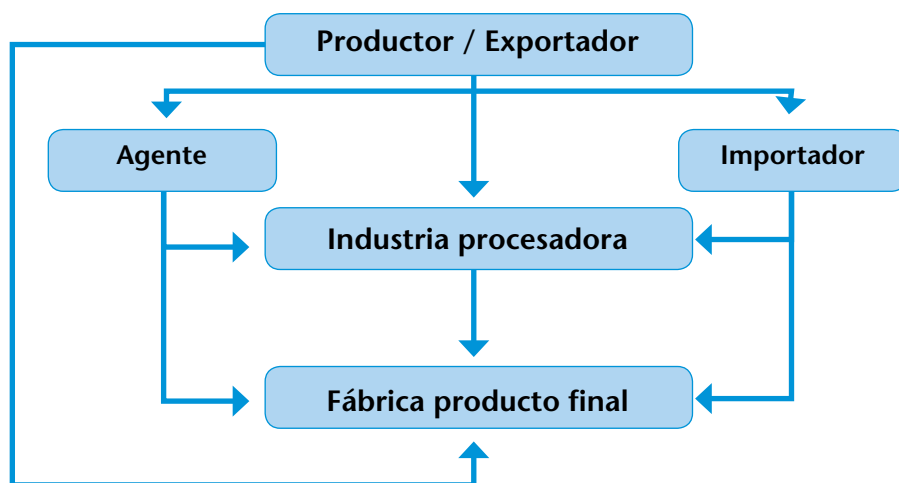 Productor / Exportador
Agente
Importador
Industria procesadora
Fábrica producto final